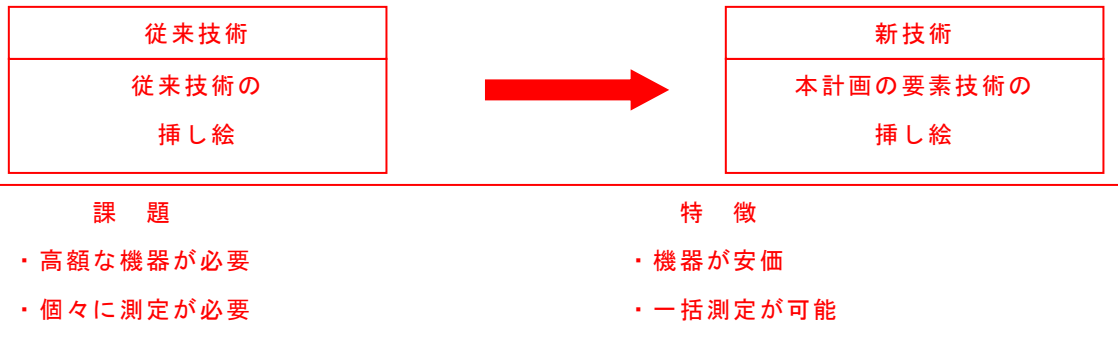 従来技術
従来技術の
挿し絵
新技術
本計画の要素技術の
挿し絵
課　題
・高額な機器が必要
・個々に測定が必要
特　徴
・機器が安価
・一括測定が可能